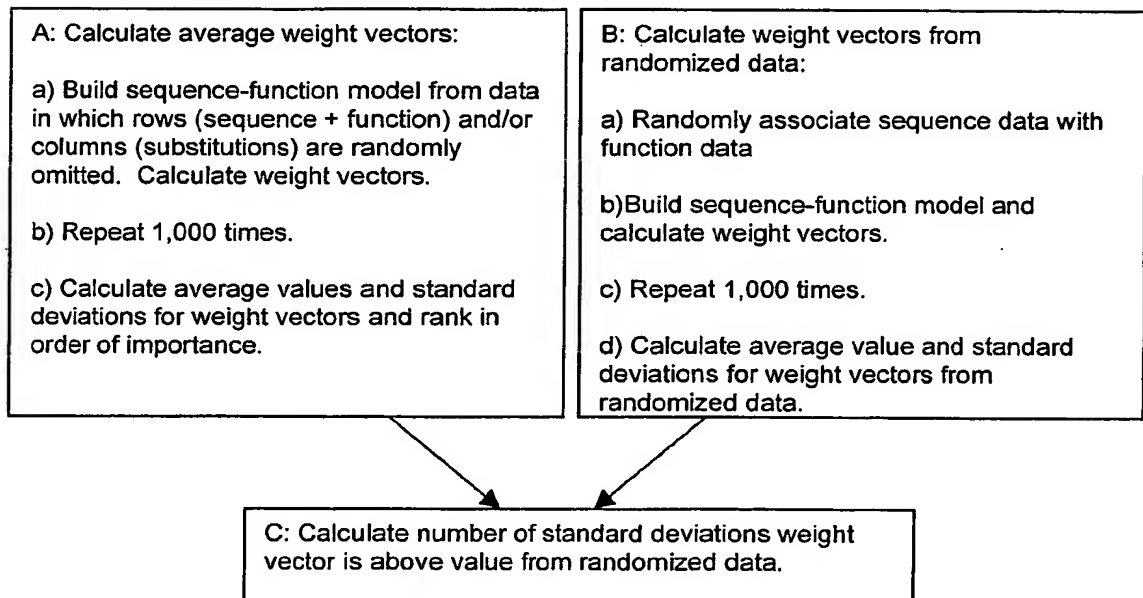 A: Calculate average weight vectors:
a) Build sequence-function model from data
in which rows (sequence + function) and/or
columns (substitutions) are randomly
omitted. Calculate weight vectors.
b) Repeat 1,000 times.
c) Calculate average values and standard
deviations for weight vectors and rank in
order of importance.
B: Calculate weight vectors from
randomized data:
a) Randomly associate sequence data with
function data
b)Build sequence-function model and
calculate weight vectors.
c) Repeat 1,000 times.
d) Calculate average value and standard
deviations for weight vectors from
randomized data.
C: Calculate number of standard deviations weight
vector is above value from randomized data.